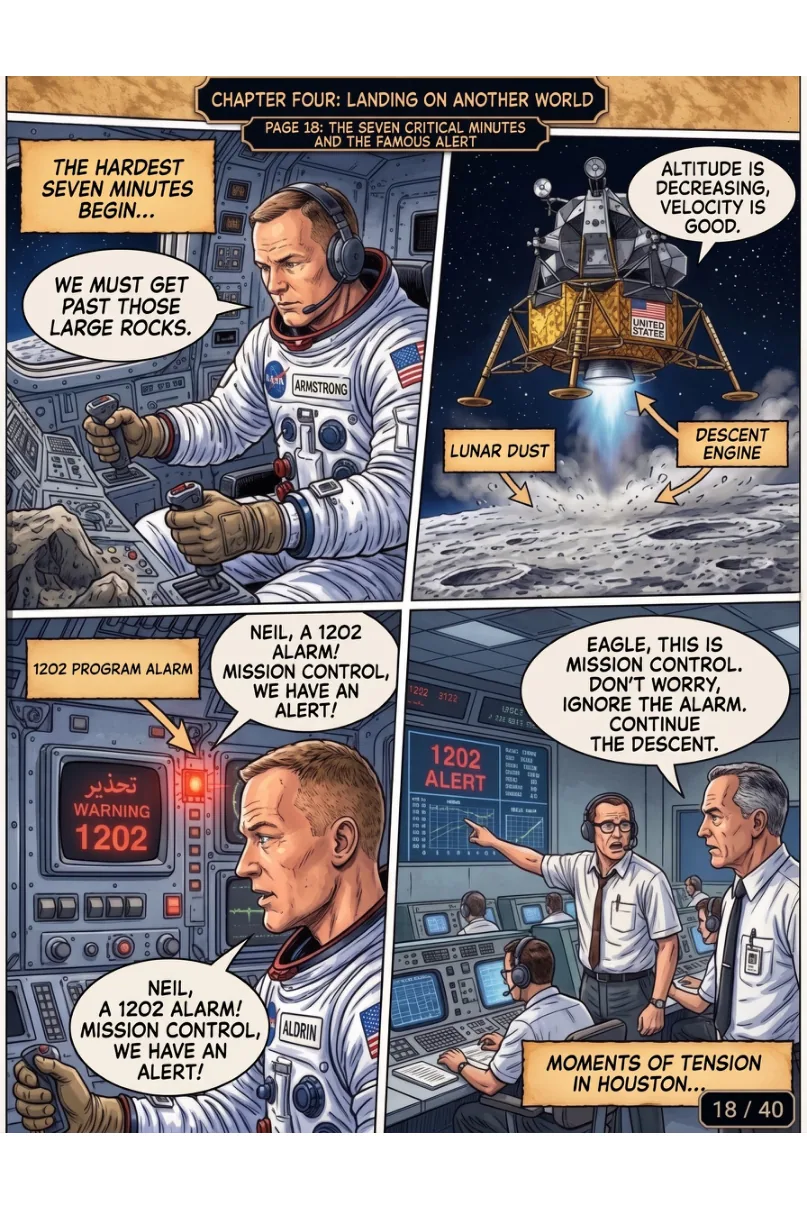 CHAPTER FOUR: LANDING ON ANOTHER WORLD
PAGE 18: THE SEVEN CRITICAL MINUTES
AND THE FAMOUS ALERT
THE HARDEST
SEVEN MINUTES
BEGIN...
WE MUST GET
PAST THOSE
LARGE ROCKS.
NASA
ARMSTRONG
ALTITUDE IS
DECREASING,
VELOCITY IS
GOOD.
UNITED
STATEE
LUNAR DUST
DESCENT
ENGINE
1202 PROGRAM ALARM
NEIL, A 1202
ALARM!
MISSION CONTROL,
WE HAVE AN
ALERT!
تحذير
WARNING
1202
NEIL,
A 1202 ALARM!
MISSION CONTROL,
WE HAVE AN
ALERT!
ALDRIN
EAGLE, THIS IS
MISSION CONTROL.
DON'T WORRY,
IGNORE THE ALARM.
CONTINUE
THE DESCENT.
1202
ALERT
MOMENTS OF TENSION
IN HOUSTON...
18 / 40